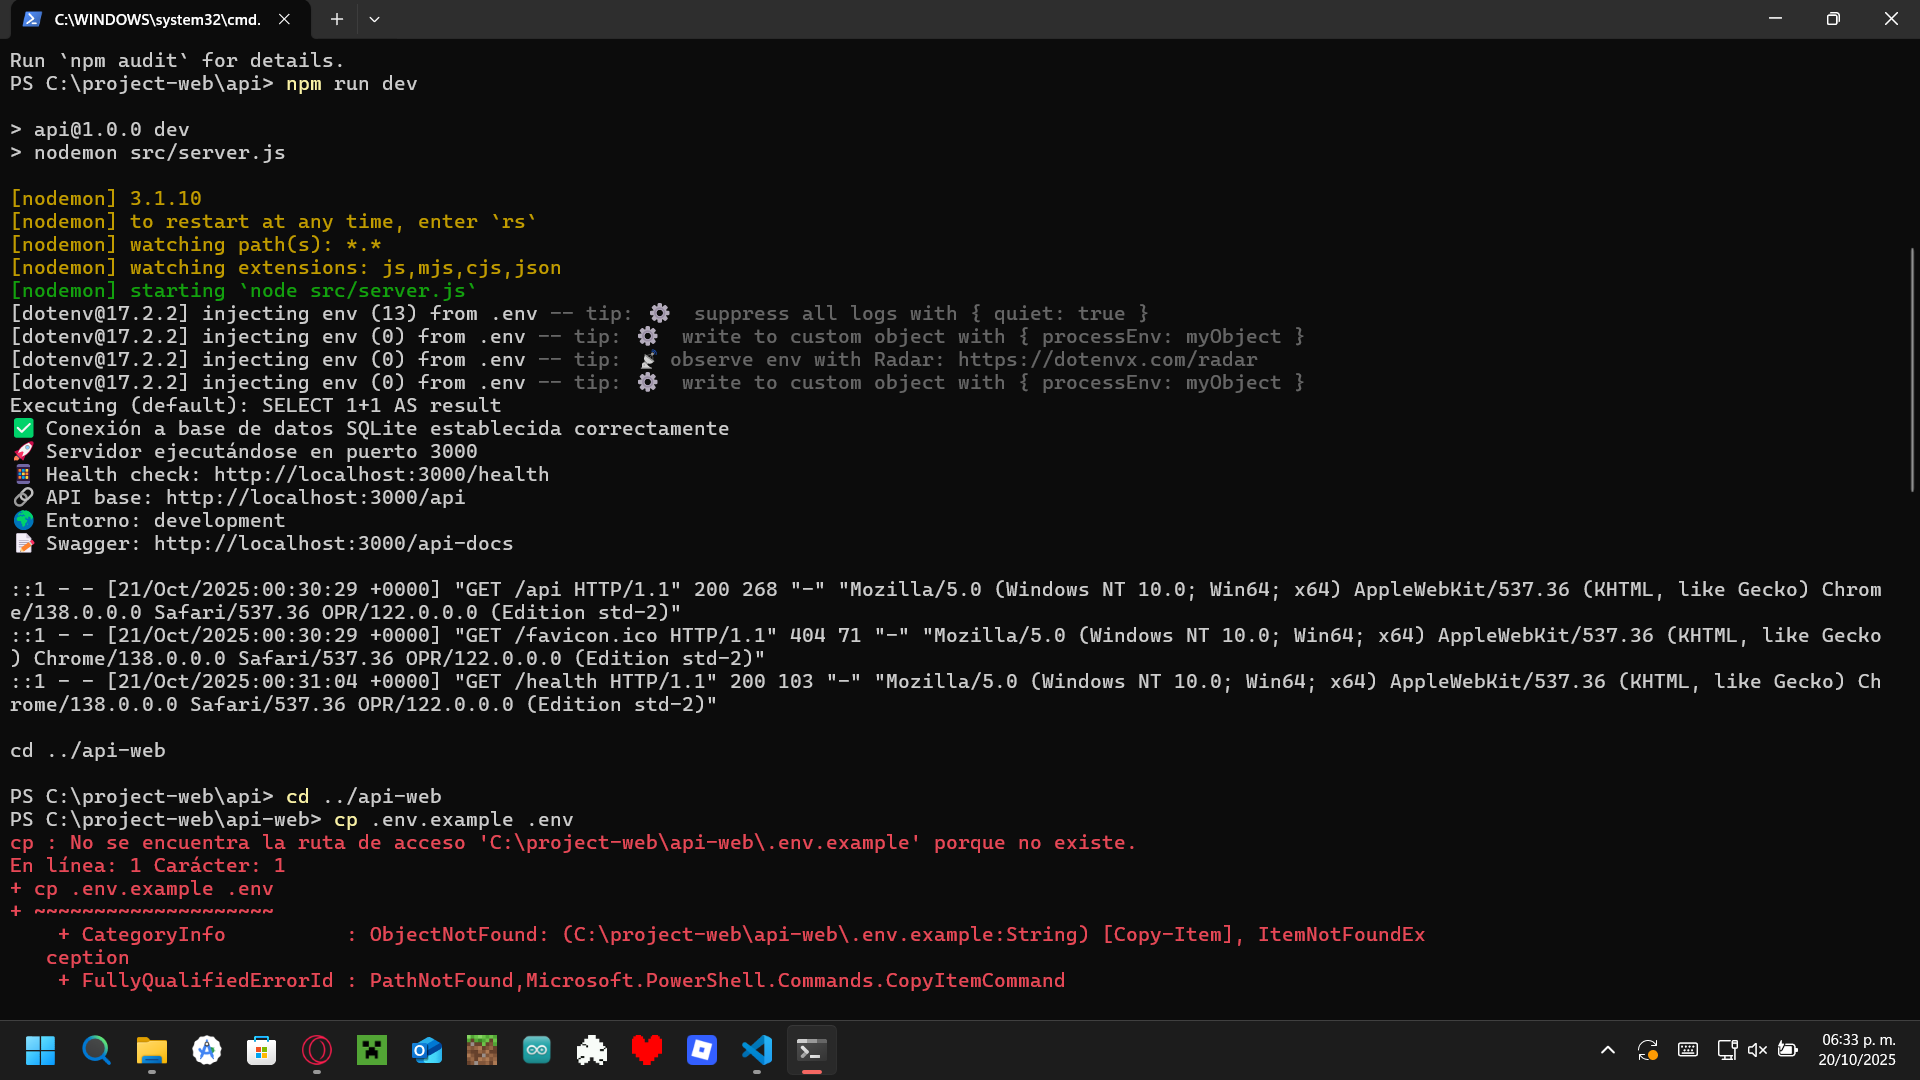 C:\WINDOWS\system32\cmd.
Run `npm audit` for details.
PS C:\project-web\api> npm run dev
> api@1.0.0 dev
> nodemon src/server.js
[nodemon] 3.1.10
[nodemon] to restart at any time, enter `rs`
[nodemon] watching path(s): *.*
[nodemon] watching extensions: js,mjs,cjs,json
[nodemon] starting `node src/server.js`
[dotenv@17.2.2] injecting env (13) from .env -- tip: ⚙️  suppress all logs with { quiet: true }
[dotenv@17.2.2] injecting env (0) from .env -- tip: ⚙️  write to custom object with { processEnv: myObject }
[dotenv@17.2.2] injecting env (0) from .env -- tip: 📡 observe env with Radar: https://dotenvx.com/radar
[dotenv@17.2.2] injecting env (0) from .env -- tip: ⚙️  write to custom object with { processEnv: myObject }
Executing (default): SELECT 1+1 AS result
✅ Conexión a base de datos SQLite establecida correctamente
🚀 Servidor ejecutándose en puerto 3000
📱 Health check: http://localhost:3000/health
🔗 API base: http://localhost:3000/api
🌍 Entorno: development
📝 Swagger: http://localhost:3000/api-docs
::1 - - [21/Oct/2025:00:30:29 +0000] "GET /api HTTP/1.1" 200 268 "-" "Mozilla/5.0 (Windows NT 10.0; Win64; x64) AppleWebKit/537.36 (KHTML, like Gecko) Chrom
e/138.0.0.0 Safari/537.36 OPR/122.0.0.0 (Edition std-2)"
::1 - - [21/Oct/2025:00:30:29 +0000] "GET /favicon.ico HTTP/1.1" 404 71 "-" "Mozilla/5.0 (Windows NT 10.0; Win64; x64) AppleWebKit/537.36 (KHTML, like Gecko
) Chrome/138.0.0.0 Safari/537.36 OPR/122.0.0.0 (Edition std-2)"
::1 - - [21/Oct/2025:00:31:04 +0000] "GET /health HTTP/1.1" 200 103 "-" "Mozilla/5.0 (Windows NT 10.0; Win64; x64) AppleWebKit/537.36 (KHTML, like Gecko) Ch
rome/138.0.0.0 Safari/537.36 OPR/122.0.0.0 (Edition std-2)"
cd ../api-web
PS C:\project-web\api> cd ../api-web
PS C:\project-web\api-web> cp .env.example .env
cp : No se encuentra la ruta de acceso 'C:\project-web\api-web\.env.example' porque no existe.
En línea: 1 Carácter: 1
+ cp .env.example .env
+ ~~~~~~~~~~~~~~~~~~~~
    + CategoryInfo          : ObjectNotFound: (C:\project-web\api-web\.env.example:String) [Copy-Item], ItemNotFoundEx
   ception
    + FullyQualifiedErrorId : PathNotFound,Microsoft.PowerShell.Commands.CopyItemCommand
06:33 p. m.
20/10/2025